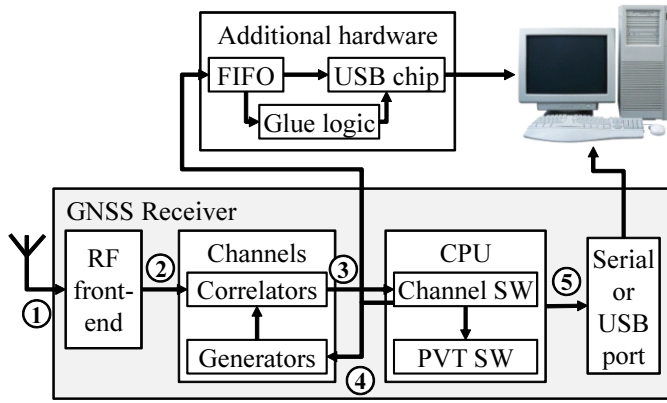 Additional hardware
FIFO
USB chip
Glue logic
GNSS Receiver
RF
front-
end
Channels
Correlators
Generators
CPU
Channel SW
PVT SW
Serial
or
USB
port
1
2
3
4
5